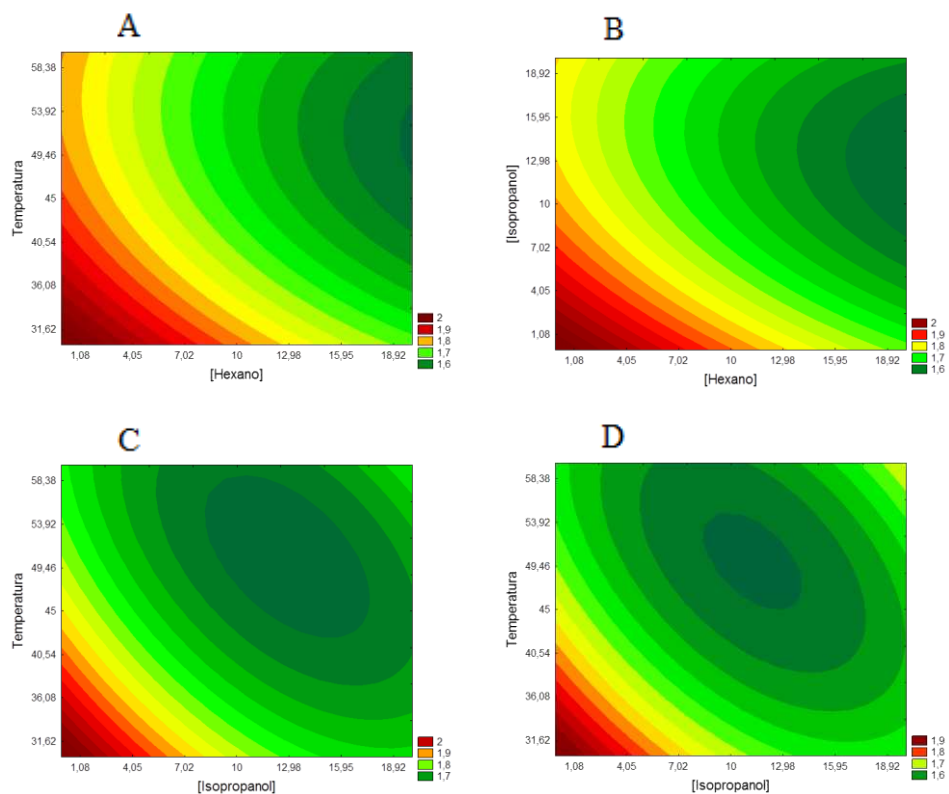 A
58,38
53,92
49,46
45
40,54
36,08
31,62
Temperatura
1,08 4,05 7,02 10 12,98 15,95 18,92
[Hexano]
2
1,9
1,8
1,7
1,6
B
18,92
15,95
12,98
10
7,02
4,05
1,08
[Isopropanol]
1,08 4,05 7,02 10 12,98 15,95 18,92
[Hexano]
2
1,9
1,8
1,7
1,6
C
58,38
53,92
49,46
45
40,54
36,08
31,62
Temperatura
1,08 4,05 7,02 10 12,98 15,95 18,92
[Isopropanol]
2
1,9
1,8
1,7
D
58,38
53,92
49,46
45
40,54
36,08
31,62
Temperatura
1,08 4,05 7,02 10 12,98 15,95 18,92
[Isopropanol]
1,9
1,8
1,7
1,6